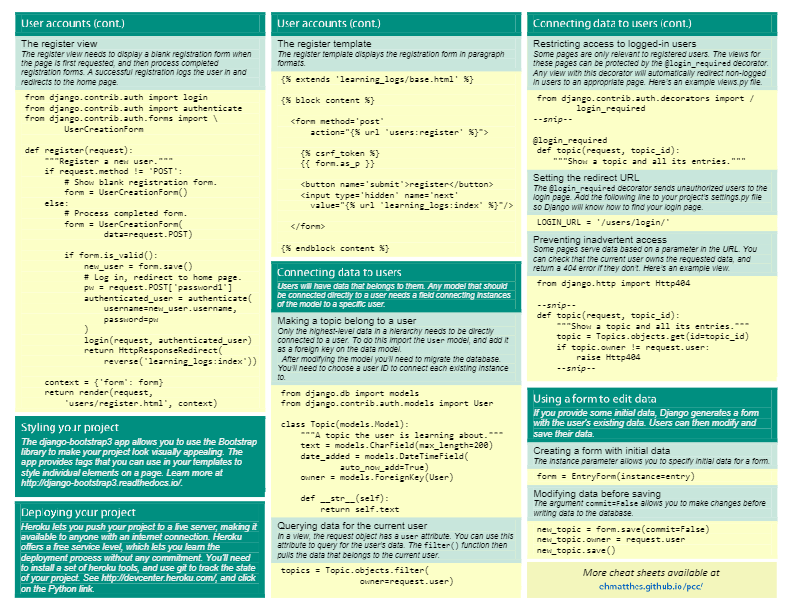 User accounts (cont.)
The register view
The register view needs to display a blank registration form when
the page is first requested, and then process completed
registration forms. A successful registration logs the user in and
redirects to the home page.
from django.contrib.auth import login
from django.contrib.auth import authenticate
from django.contrib.auth.forms import \
        UserCreationForm

def register(request):
    """Register a new user."""
    if request.method != 'POST':
        # Show blank registration form.
        form = UserCreationForm()
    else:
        # Process completed form.
        form = UserCreationForm(
                data=request.POST)

        if form.is_valid():
            new_user = form.save()
            # Log in, redirect to home page.
            pw = request.POST['password1']
            authenticated_user = authenticate(
                username=new_user.username,
                password=pw
            )
            login(request, authenticated_user)
            return HttpResponseRedirect(
                reverse('learning_logs:index'))

    context = {'form': form}
    return render(request,
        'users/register.html', context)
Styling your project
The django-bootstrap3 app allows you to use the Bootstrap
library to make your project look visually appealing. The
app provides tags that you can use in your templates to
style individual elements on a page. Learn more at
http://django-bootstrap3.readthedocs.io/.
Deploying your project
Heroku lets you push your project to a live server, making it
available to anyone with an internet connection. Heroku
offers a free service level, which lets you learn the
deployment process without any commitment. You'll need
to install a set of heroku tools, and use git to track the state
of your project. See http://devcenter.heroku.com/, and click
on the Python link.
User accounts (cont.)
The register template
The register template displays the registration form in paragraph
formats.
{% extends 'learning_logs/base.html' %}

{% block content %}

  <form method='post'
      action="{% url 'users:register' %}">

    {% csrf_token %}
    {{ form.as_p }}

    <button name='submit'>register</button>
    <input type='hidden' name='next'
      value="{% url 'learning_logs:index' %}"/>

  </form>

{% endblock content %}
Connecting data to users
Users will have data that belongs to them. Any model that should
be connected directly to a user needs a field connecting instances
of the model to a specific user.
Making a topic belong to a user
Only the highest-level data in a hierarchy needs to be directly
connected to a user. To do this import the User model, and add it
as a foreign key on the data model.
After modifying the model you'll need to migrate the database.
You'll need to choose a user ID to connect each existing instance
to.
from django.db import models
from django.contrib.auth.models import User

class Topic(models.Model):
    """A topic the user is learning about."""
    text = models.CharField(max_length=200)
    date_added = models.DateTimeField(
            auto_now_add=True)
    owner = models.ForeignKey(User)

    def __str__(self):
        return self.text
Querying data for the current user
In a view, the request object has a user attribute. You can use this
attribute to query for the user's data. The filter() function then
pulls the data that belongs to the current user.
topics = Topic.objects.filter(
                owner=request.user)
Connecting data to users (cont.)
Restricting access to logged-in users
Some pages are only relevant to registered users. The views for
these pages can be protected by the @login_required decorator.
Any view with this decorator will automatically redirect non-logged
in users to an appropriate page. Here's an example views.py file.
from django.contrib.auth.decorators import /
        login_required
--snip--

@login_required
def topic(request, topic_id):
    """Show a topic and all its entries."""
Setting the redirect URL
The @login_required decorator sends unauthorized users to the
login page. Add the following line to your project's settings.py file
so Django will know how to find your login page.
LOGIN_URL = '/users/login/'
Preventing inadvertent access
Some pages serve data based on a parameter in the URL. You
can check that the current user owns the requested data, and
return a 404 error if they don't. Here's an example view.
from django.http import Http404

--snip--
def topic(request, topic_id):
    """Show a topic and all its entries."""
    topic = Topics.objects.get(id=topic_id)
    if topic.owner != request.user:
        raise Http404
    --snip--
Using a form to edit data
If you provide some initial data, Django generates a form
with the user's existing data. Users can then modify and
save their data.
Creating a form with initial data
The instance parameter allows you to specify initial data for a form.
form = EntryForm(instance=entry)
Modifying data before saving
The argument commit=False allows you to make changes before
writing data to the database.
new_topic = form.save(commit=False)
new_topic.owner = request.user
new_topic.save()
More cheat sheets available at
ehmatthes.github.io/pcc/